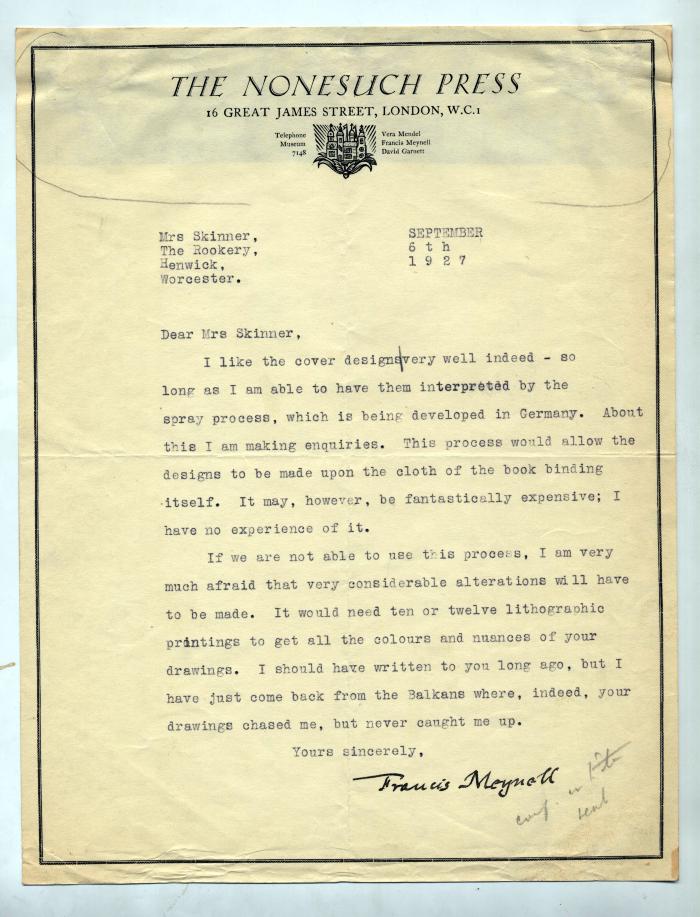 THE NONESUCH PRESS
16 GREAT JAMES STREET, LONDON, W.C.1
Telephone
Museum
7148
Vera Mendel
Francis Meynell
David Garnett
Mrs Skinner,
The Rookery,
Henwick,
Worcester.
SEPTEMBER
6 t h
1 9 2 7
Dear Mrs Skinner,
I like the cover designs very well indeed - so
long as I am able to have them interpreted by the
spray process, which is being developed in Germany. About
this I am making enquiries. This process would allow the
designs to be made upon the cloth of the book binding
itself. It may, however, be fantastically expensive; I
have no experience of it.
If we are not able to use this process, I am very
much afraid that very considerable alterations will have
to be made. It would need ten or twelve lithographic
printings to get all the colours and nuances of your
drawings. I should have written to you long ago, but I
have just come back from the Balkans where, indeed, your
drawings chased me, but never caught me up.
Yours sincerely,
Francis Meynell